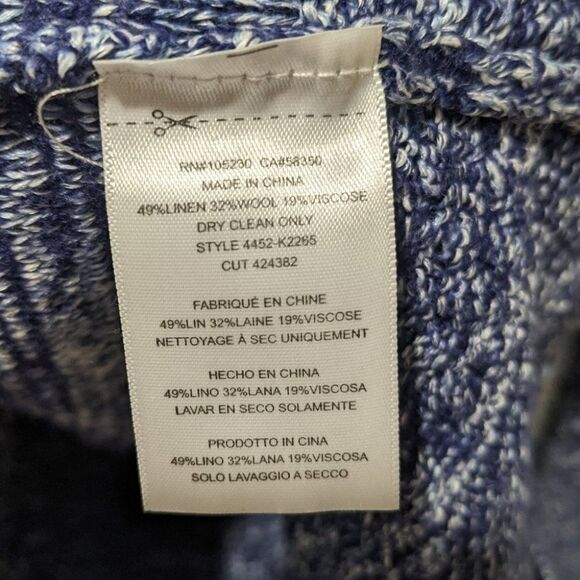 RN#105230 CA#58350
MADE IN CHINA
49%LINEN 32%WOOL 19%VISCOSE
DRY CLEAN ONLY
STYLE 4452-K2265
CUT 424382
FABRIQUÉ EN CHINE
49%LIN 32%LAINE 19%VISCOSE
NETTOYAGE À SEC UNIQUEMENT
HECHO EN CHINA
49%LINO 32%LANA 19%VISCOSA
LAVAR EN SECO SOLAMENTE
PRODOTTO IN CINA
49%LINO 32%LANA 19%VISCOSA
SOLO LAVAGGIO A SECCO